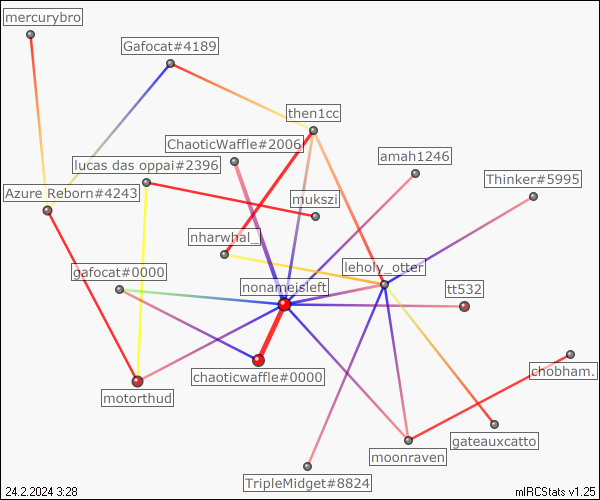 mercurybro
Gafocat#4189
then1cc
ChaoticWaffle#2006
amah1246
lucas das oppai#2396
Thinker#5995
Azure Reborn#4243
mukszi
nharwhal_
leholy_otter
gafocat#0000
nonameisleft
tt532
chaoticwaffle#0000
chobham.
motorthud
gateauxcatto
moonraven
TripleMidget#8824
24.2.2024 3:28
mIRCStats v1.25